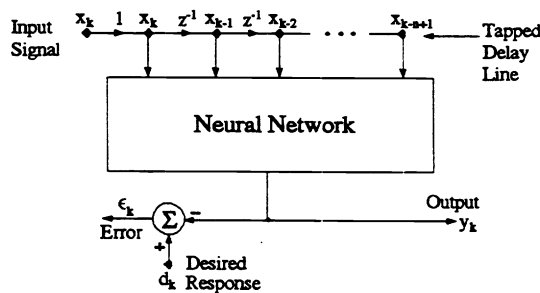 x_k 1 x_k z^-1 x_k-1 z^-1 x_k-2 · · · x_k-n+1
Input
Signal
Tapped
Delay
Line
Neural Network
ϵ_k
Error
Σ
−
+
Output
y_k
d_k
Desired
Response